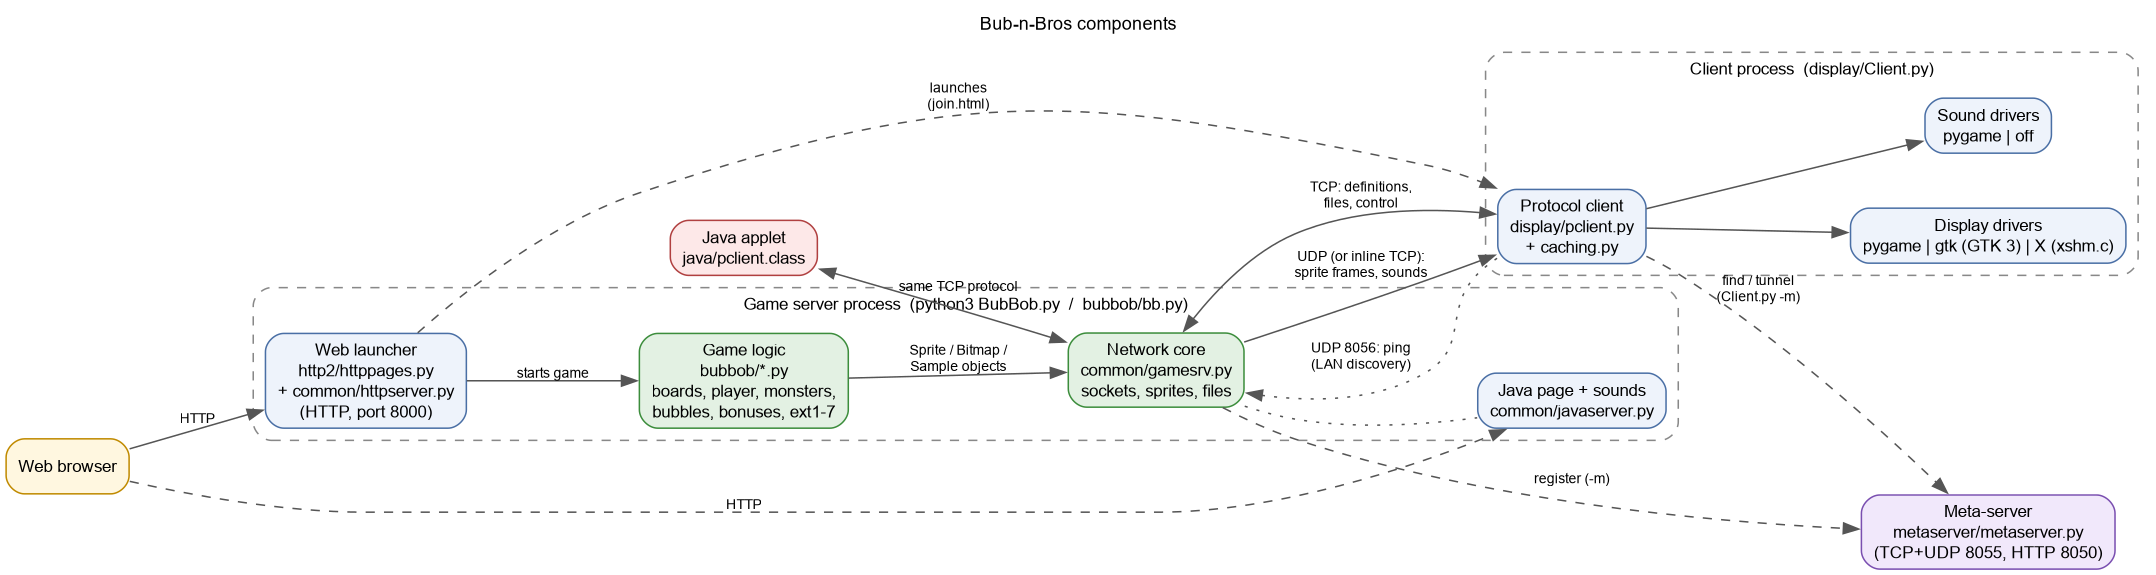 Bub-n-Bros components
Client process  (display/Client.py)
launches
(join.html)
Sound drivers
pygame | off
TCP: definitions,
files, control
Protocol client
display/pclient.py
+ caching.py
Display drivers
pygame | gtk (GTK 3) | X (xshm.c)
Java applet
java/pclient.class
UDP (or inline TCP):
sprite frames, sounds
same TCP protocol
find / tunnel
(Client.py -m)
Game server process  (python3 BubBob.py  /  bubbob/bb.py)
Web launcher
http2/httppages.py
+ common/httpserver.py
(HTTP, port 8000)
starts game
Game logic
bubbob/*.py
boards, player, monsters,
bubbles, bonuses, ext1-7
Sprite / Bitmap /
Sample objects
Network core
common/gamesrv.py
sockets, sprites, files
UDP 8056: ping
(LAN discovery)
Java page + sounds
common/javaserver.py
HTTP
Web browser
HTTP
register (-m)
Meta-server
metaserver/metaserver.py
(TCP+UDP 8055, HTTP 8050)